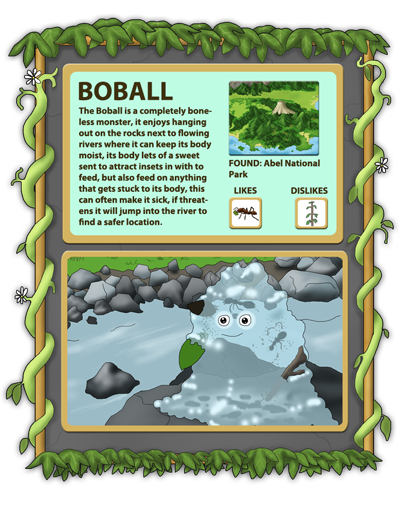 BOBALL
The Boball is a completely bone-
less monster, it enjoys hanging
out on the rocks next to flowing
rivers where it can keep its body
moist, its body lets of a sweet
sent to attract insets in with to
feed, but also feed on anything
that gets stuck to its body, this
can often make it sick, if threat-
ens it will jump into the river to
find a safer location.
FOUND: Abel National
Park
LIKES DISLIKES